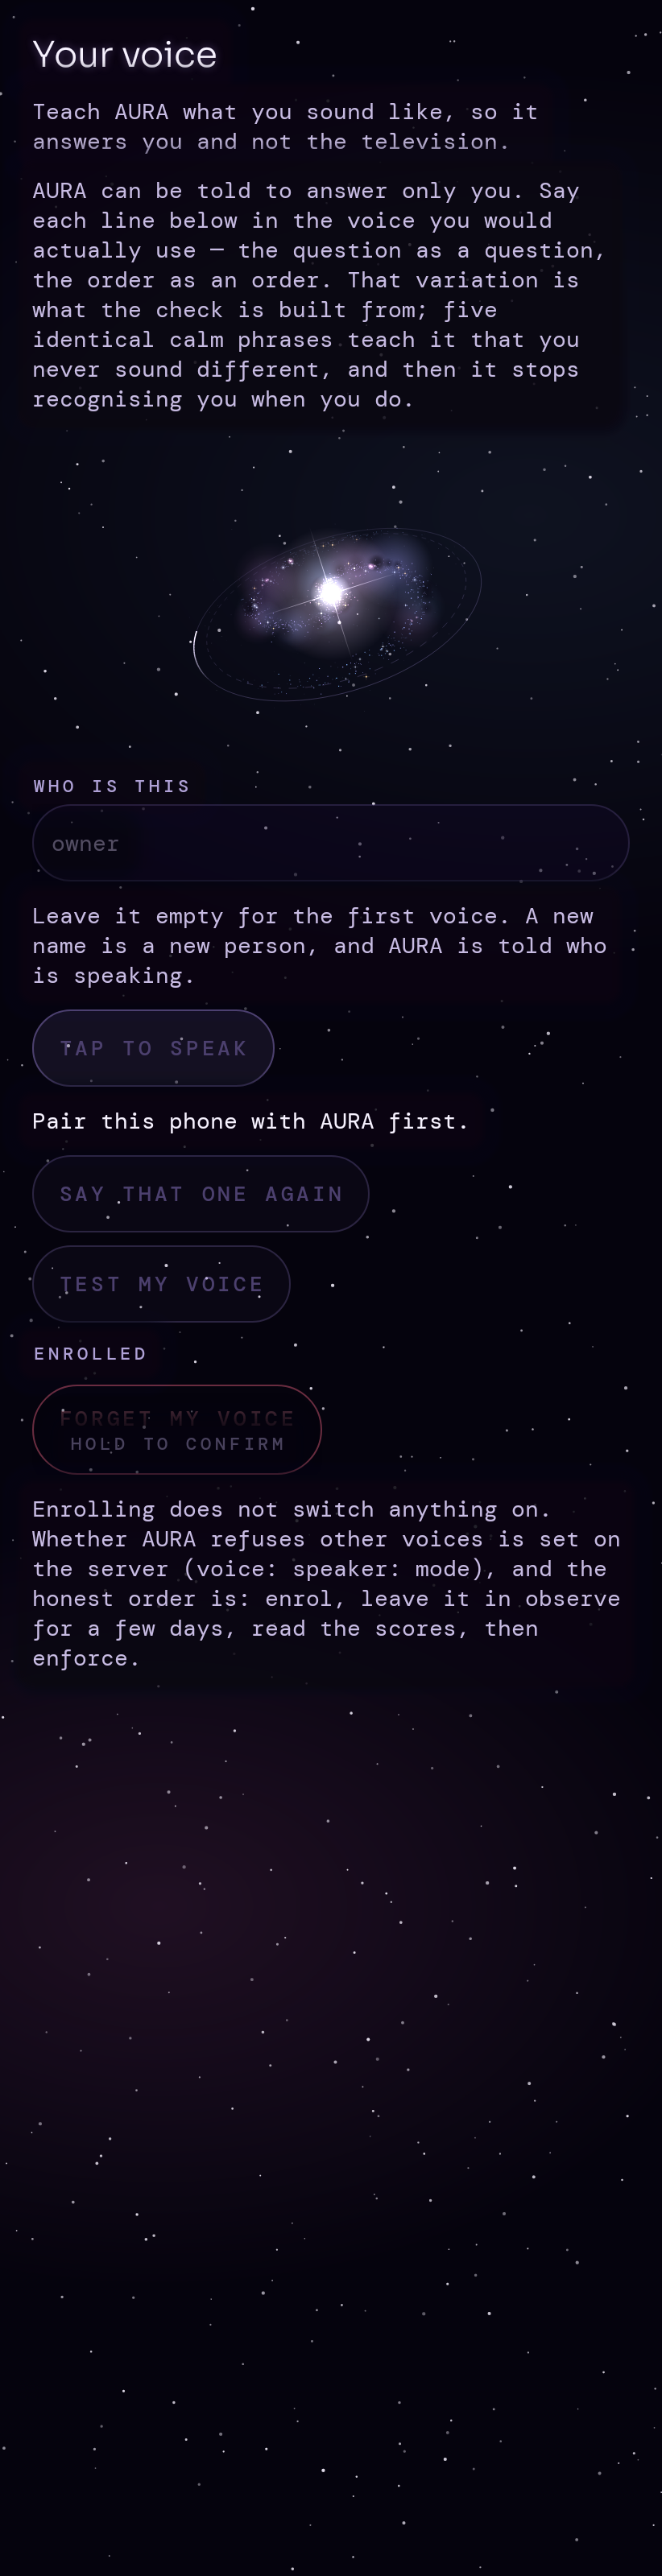 Your voice
Teach AURA what you sound like, so it
answers you and not the television.
AURA can be told to answer only you. Say
each line below in the voice you would
actually use — the question as a question,
the order as an order. That variation is
what the check is built from; five
identical calm phrases teach it that you
never sound different, and then it stops
recognising you when you do.
WHO IS THIS
owner
Leave it empty for the first voice. A new
name is a new person, and AURA is told who
is speaking.
TAP TO SPEAK
Pair this phone with AURA first.
SAY THAT ONE AGAIN
TEST MY VOICE
ENROLLED
FORGET MY VOICE
HOLD TO CONFIRM
Enrolling does not switch anything on.
Whether AURA refuses other voices is set on
the server (voice: speaker: mode), and the
honest order is: enrol, leave it in observe
for a few days, read the scores, then
enforce.